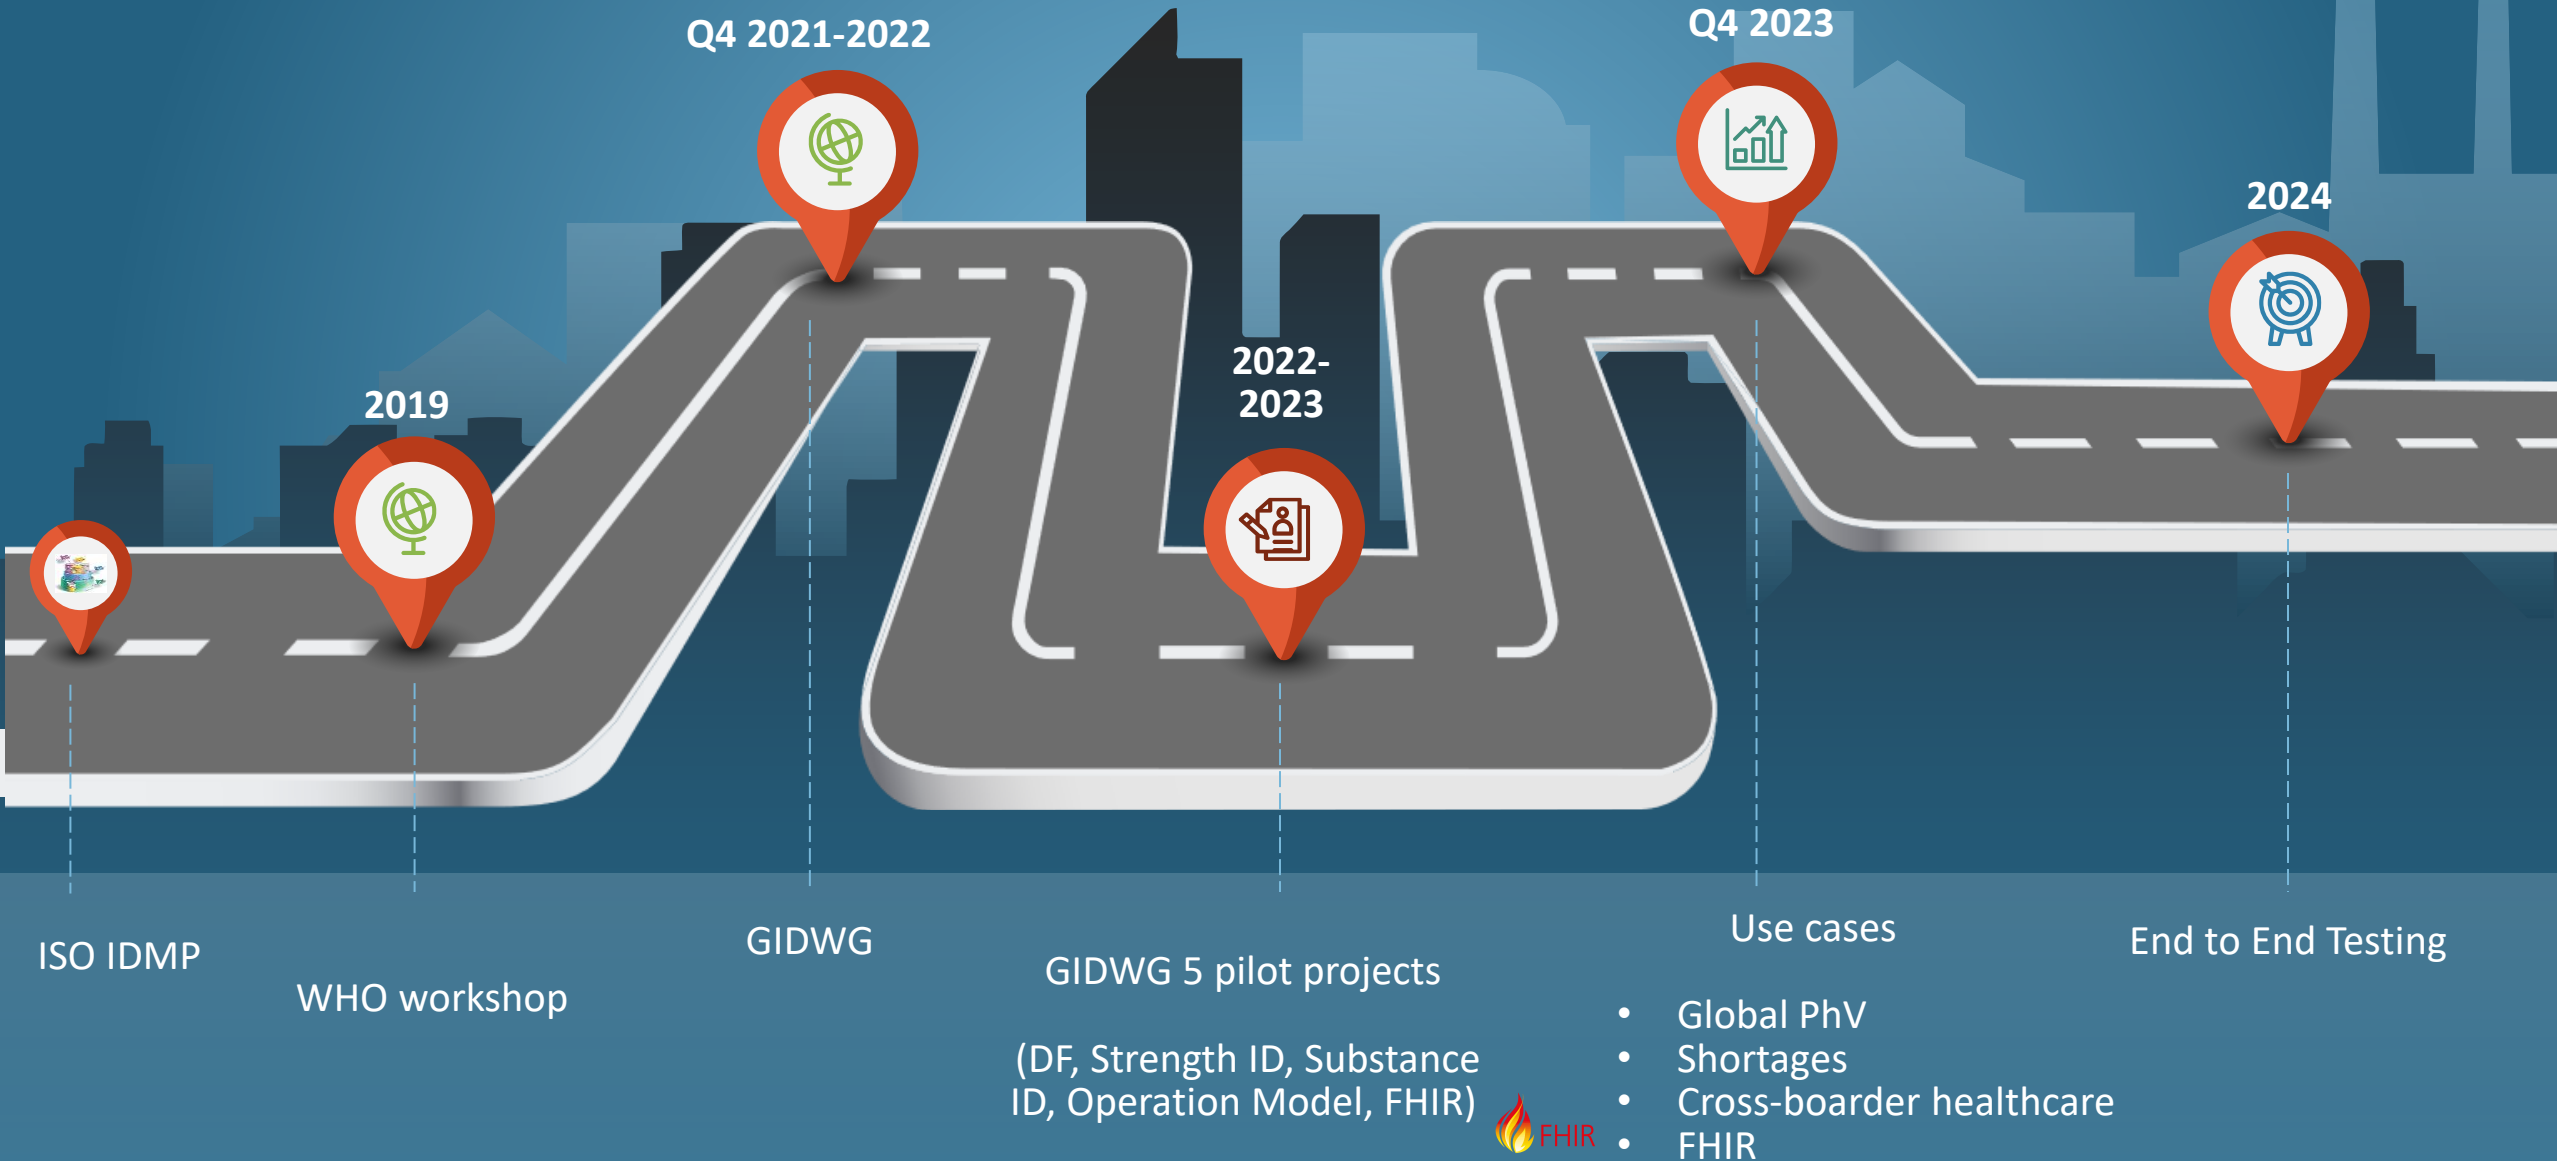 Q4 2021-2022
Q4 2023
2024
2022-
2023
2019
ISO IDMP
WHO workshop
GIDWG
GIDWG 5 pilot projects
(DF, Strength ID, Substance
ID, Operation Model, FHIR)
FHIR
Use cases
• Global PhV
• Shortages
• Cross-boarder healthcare
• FHIR
End to End Testing